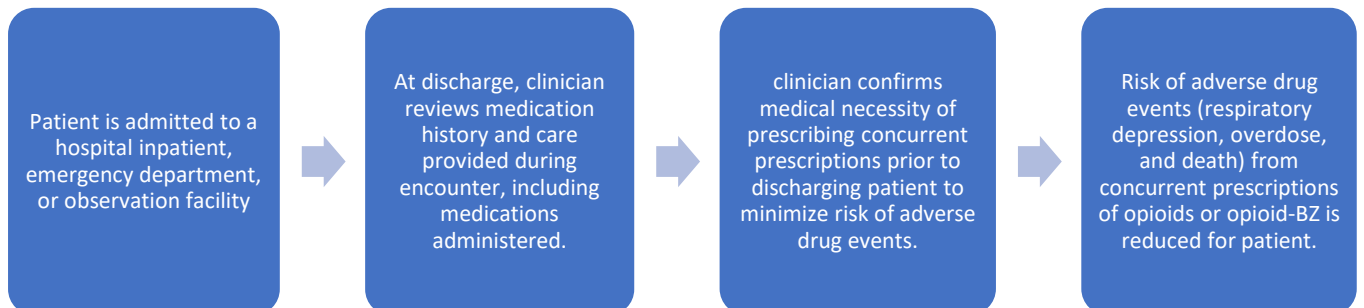 Patient is admitted to a
hospital inpatient,
emergency department,
or observation facility
At discharge, clinician
reviews medication
history and care
provided during
encounter, including
medications
administered.
clinician confirms
medical necessity of
prescribing concurrent
prescriptions prior to
discharging patient to
minimize risk of adverse
drug events.
Risk of adverse drug
events (respiratory
depression, overdose,
and death) from
concurrent prescriptions
of opioids or opioid-BZ is
reduced for patient.